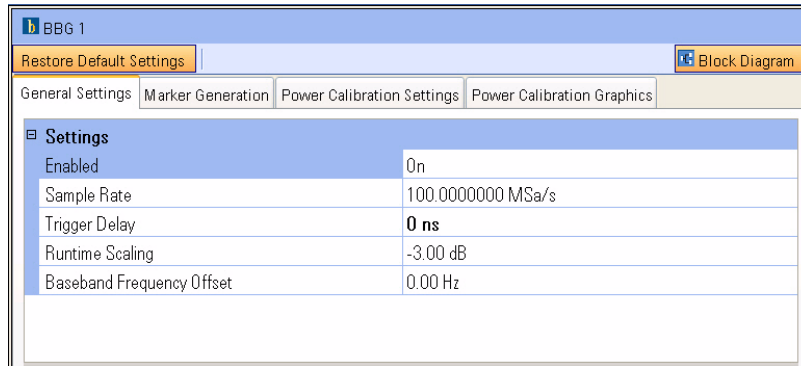 b BBG 1
Restore Default Settings Block Diagram
General Settings Marker Generation Power Calibration Settings Power Calibration Graphics
Settings
Enabled On
Sample Rate 100.0000000 MSa/s
Trigger Delay 0 ns
Runtime Scaling -3.00 dB
Baseband Frequency Offset 0.00 Hz